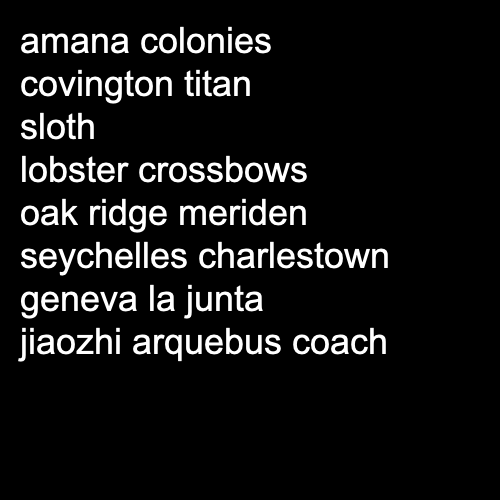 amana colonies
covington titan
sloth
lobster crossbows
oak ridge meriden
seychelles charlestown
geneva la junta
jiaozhi arquebus coach